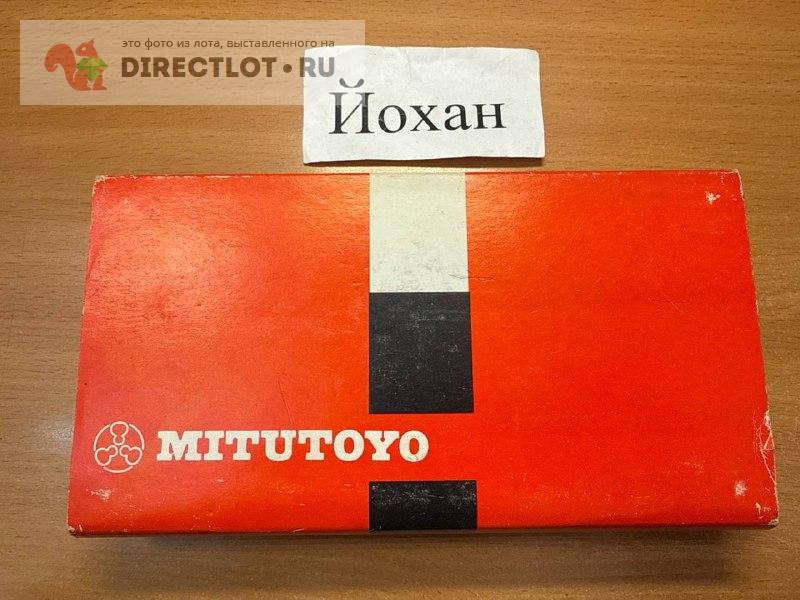 это фото из лота, выставленного на
DIRECTLOT•RU
Йохан
MITUTOYO